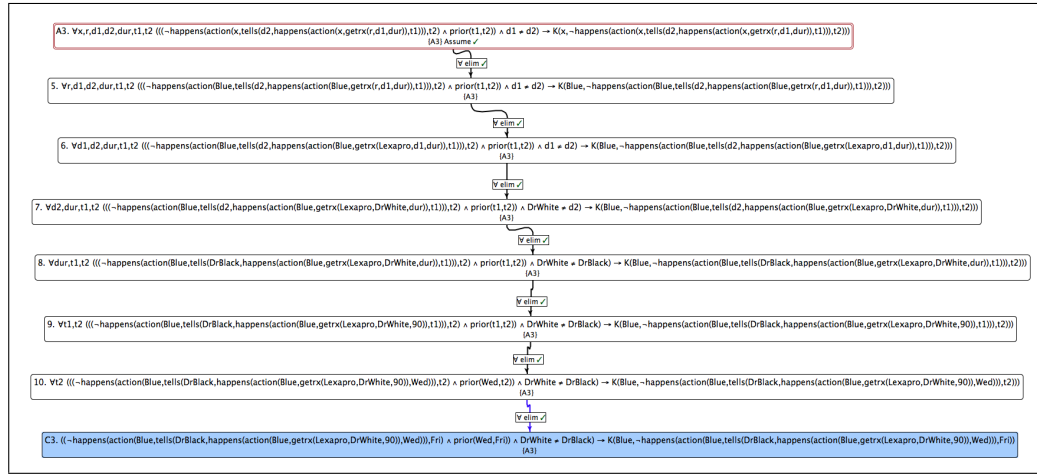 A3. ∀x,r,d1,d2,dur,t1,t2 (((¬happens(action(x,tells(d2,happens(action(x,getrx(r,d1,dur)),t1))),t2) ∧ prior(t1,t2)) ∧ d1 ≠ d2) → K(x,¬happens(action(x,tells(d2,happens(action(x,getrx(r,d1,dur)),t1))),t2)))
{A3} Assume ✓
∀ elim ✓
5. ∀r,d1,d2,dur,t1,t2 (((¬happens(action(Blue,tells(d2,happens(action(Blue,getrx(r,d1,dur)),t1))),t2) ∧ prior(t1,t2)) ∧ d1 ≠ d2) → K(Blue,¬happens(action(Blue,tells(d2,happens(action(Blue,getrx(r,d1,dur)),t1))),t2)))
{A3}
∀ elim ✓
6. ∀d1,d2,dur,t1,t2 (((¬happens(action(Blue,tells(d2,happens(action(Blue,getrx(Lexapro,d1,dur)),t1))),t2) ∧ prior(t1,t2)) ∧ d1 ≠ d2) → K(Blue,¬happens(action(Blue,tells(d2,happens(action(Blue,getrx(Lexapro,d1,dur)),t1))),t2)))
{A3}
∀ elim ✓
7. ∀d2,dur,t1,t2 (((¬happens(action(Blue,tells(d2,happens(action(Blue,getrx(Lexapro,DrWhite,dur)),t1))),t2) ∧ prior(t1,t2)) ∧ DrWhite ≠ d2) → K(Blue,¬happens(action(Blue,tells(d2,happens(action(Blue,getrx(Lexapro,DrWhite,dur)),t1))),t2)))
{A3}
∀ elim ✓
8. ∀dur,t1,t2 (((¬happens(action(Blue,tells(DrBlack,happens(action(Blue,getrx(Lexapro,DrWhite,dur)),t1))),t2) ∧ prior(t1,t2)) ∧ DrWhite ≠ DrBlack) → K(Blue,¬happens(action(Blue,tells(DrBlack,happens(action(Blue,getrx(Lexapro,DrWhite,dur)),t1))),t2)))
{A3}
∀ elim ✓
9. ∀t1,t2 (((¬happens(action(Blue,tells(DrBlack,happens(action(Blue,getrx(Lexapro,DrWhite,90)),t1))),t2) ∧ prior(t1,t2)) ∧ DrWhite ≠ DrBlack) → K(Blue,¬happens(action(Blue,tells(DrBlack,happens(action(Blue,getrx(Lexapro,DrWhite,90)),t1))),t2)))
{A3}
∀ elim ✓
10. ∀t2 (((¬happens(action(Blue,tells(DrBlack,happens(action(Blue,getrx(Lexapro,DrWhite,90)),Wed))),t2) ∧ prior(Wed,t2)) ∧ DrWhite ≠ DrBlack) → K(Blue,¬happens(action(Blue,tells(DrBlack,happens(action(Blue,getrx(Lexapro,DrWhite,90)),Wed))),t2)))
{A3}
∀ elim ✓
C3. ((¬happens(action(Blue,tells(DrBlack,happens(action(Blue,getrx(Lexapro,DrWhite,90)),Wed))),Fri) ∧ prior(Wed,Fri)) ∧ DrWhite ≠ DrBlack) → K(Blue,¬happens(action(Blue,tells(DrBlack,happens(action(Blue,getrx(Lexapro,DrWhite,90)),Wed))),Fri))
{A3}